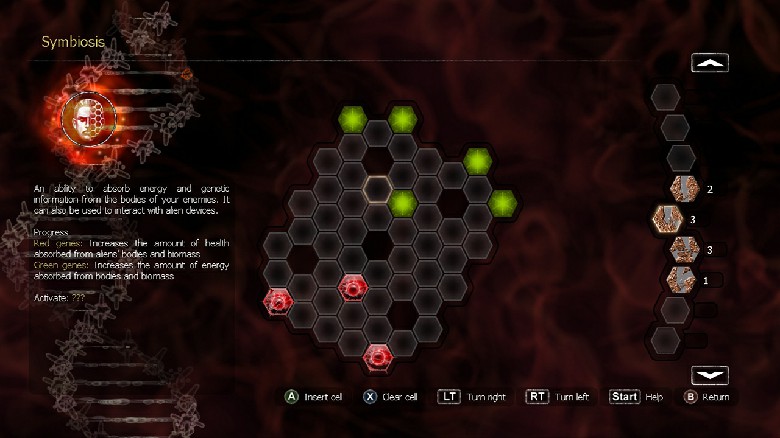 Symbiosis
An ability to absorb energy and genetic
information from the bodies of your enemies. It
can also be used to interact with alien devices.
Progress
Red genes: Increases the amount of health
absorbed from aliens' bodies and biomass
Green genes: Increases the amount of energy
absorbed from bodies and biomass
Activate: ???
2
3
3
1
A Insert cell X Clear cell LT Turn right RT Turn left Start Help B Return